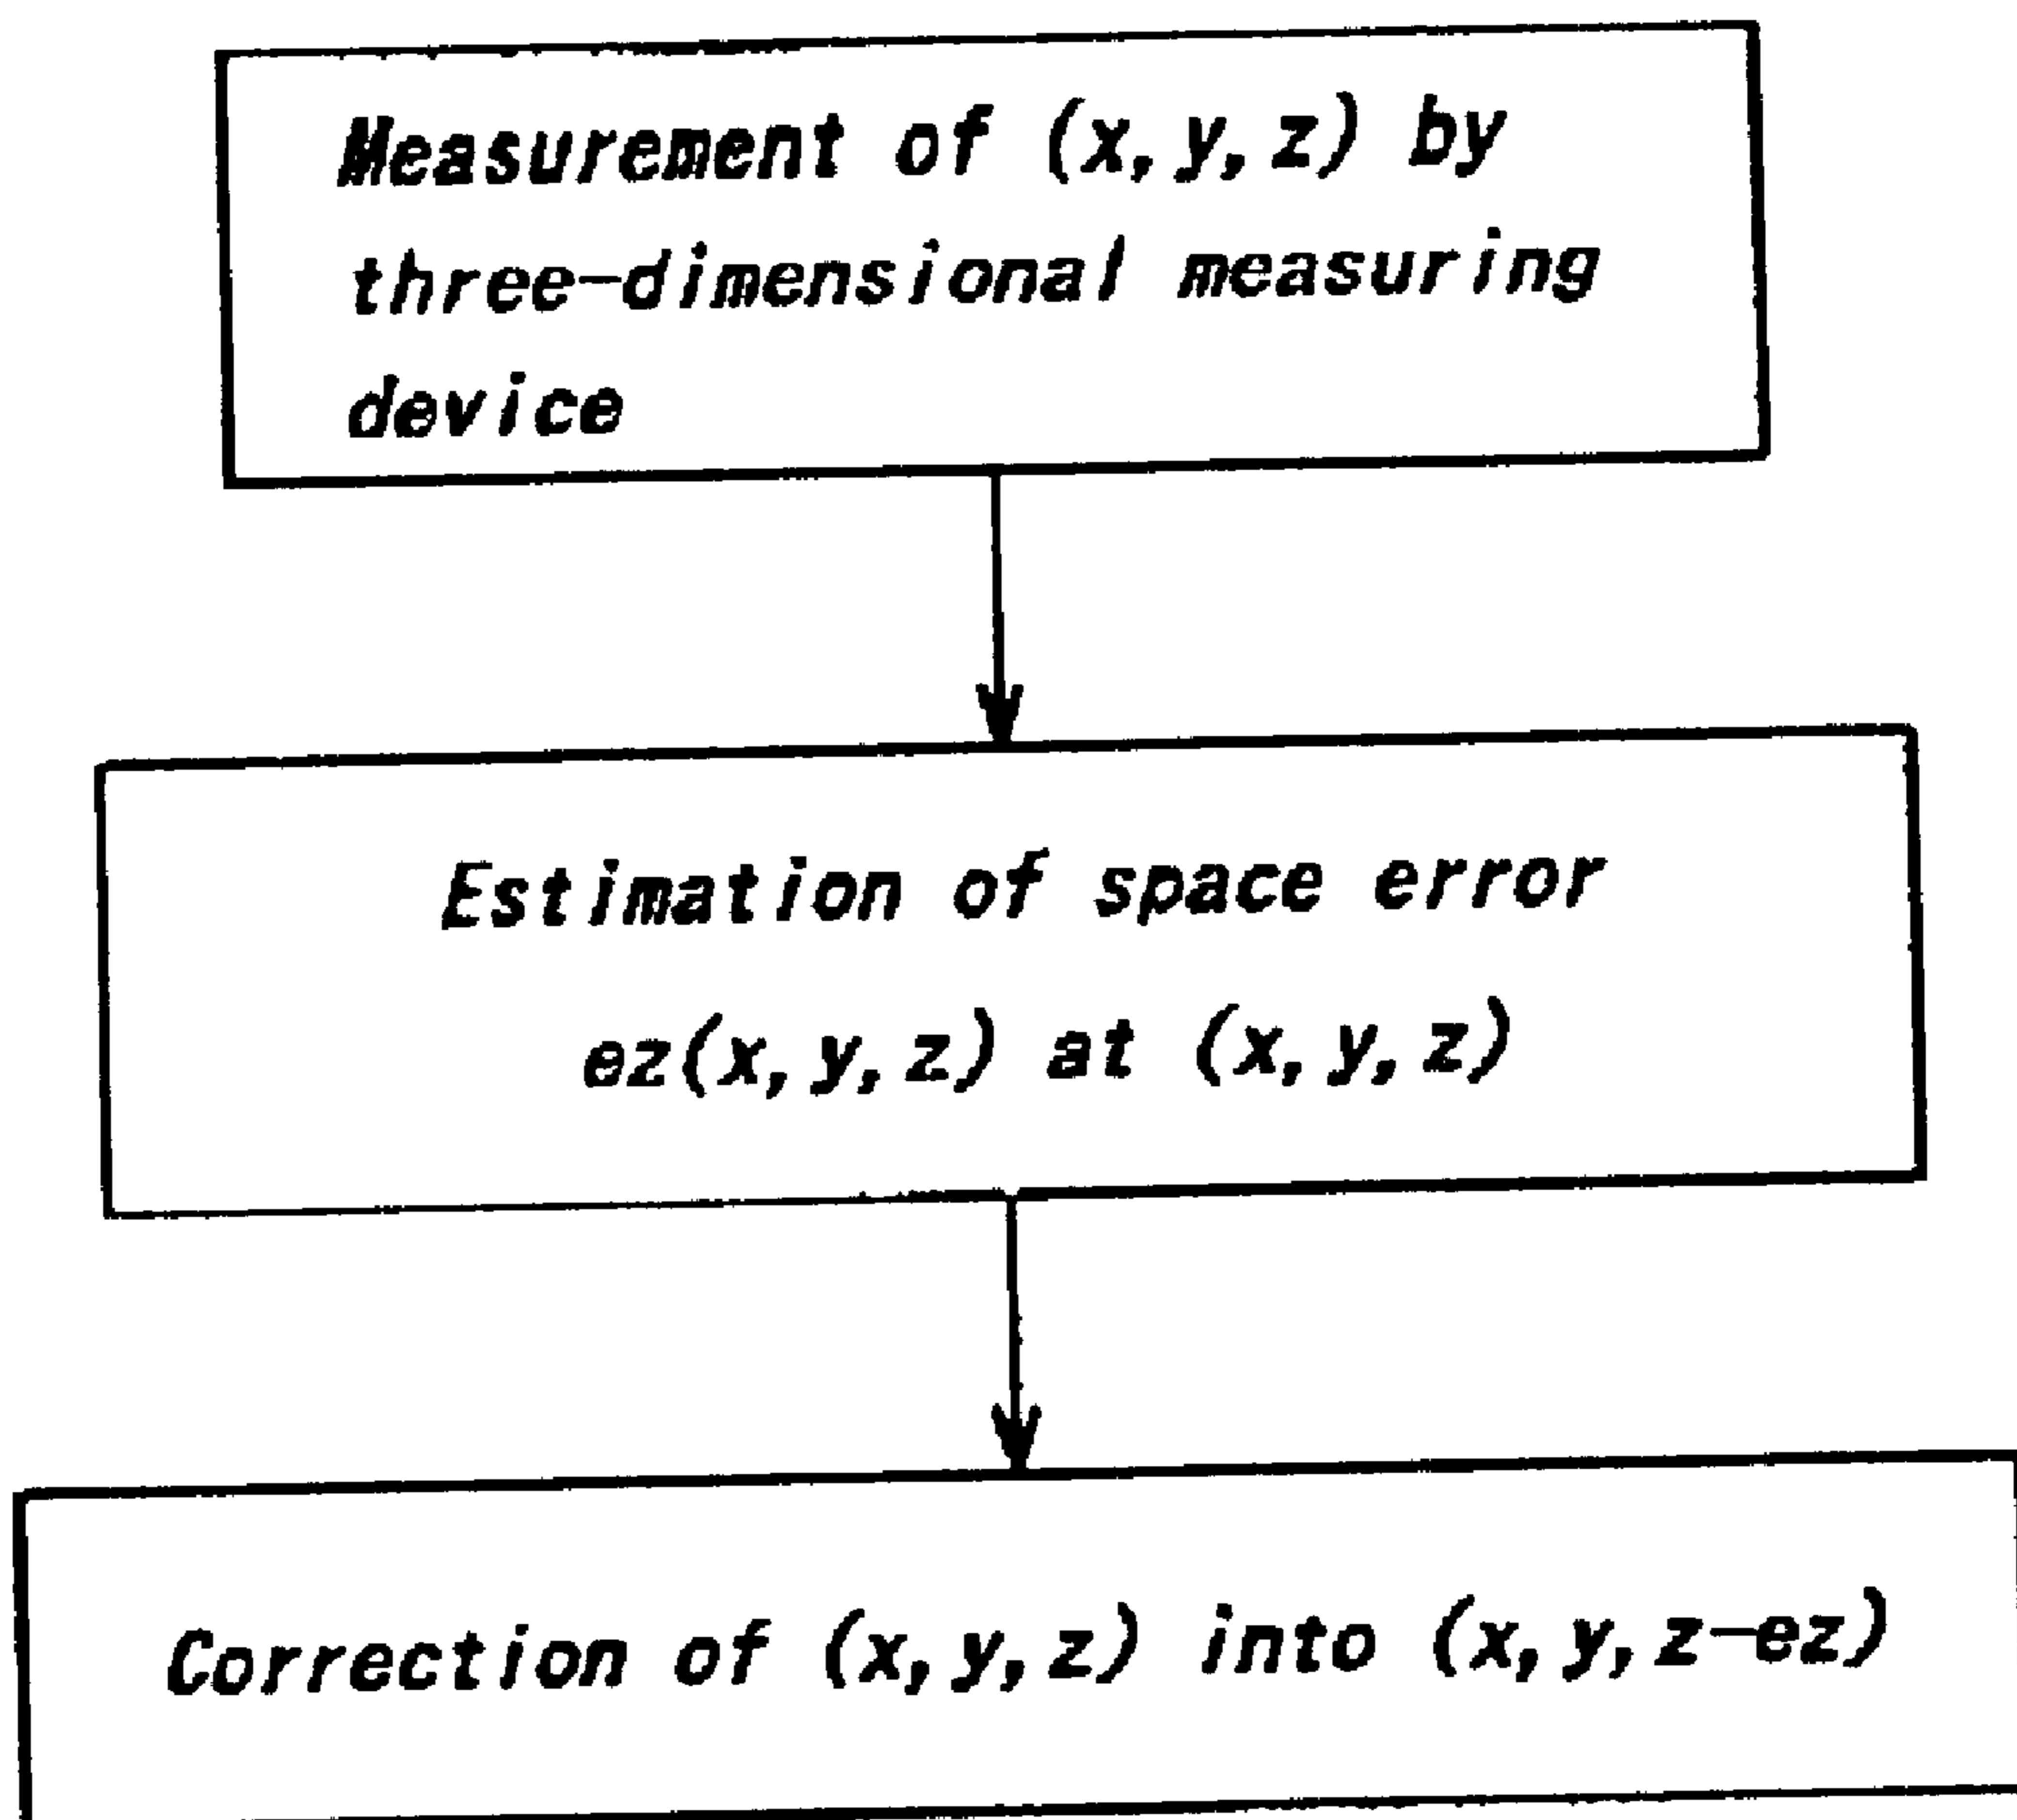 Measurement of (x, y, z) by
three-dimensional measuring
device
Estimation of space error
ez(x, y, z) at (x, y, z)
Correction of (x, y, z) into (x, y, z-ez)